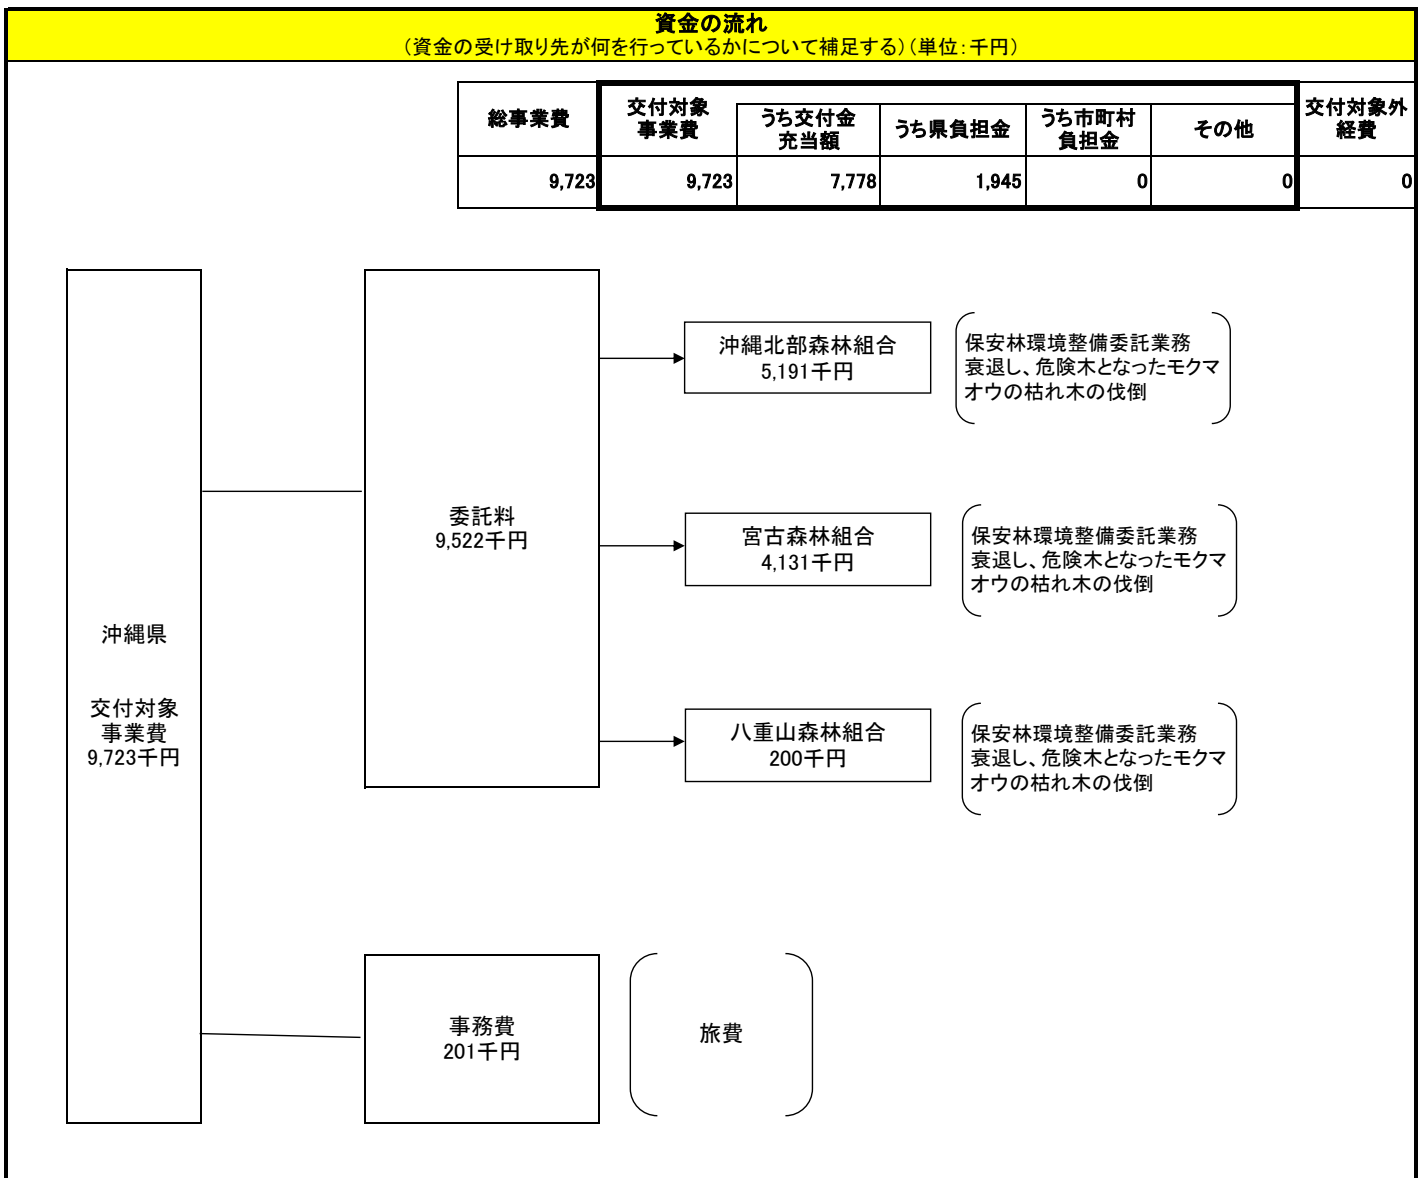 資金の流れ
（資金の受け取り先が何を行っているかについて補足する）（単位：千円）
総事業費
交付対象
事業費
うち交付金
充当額
うち県負担金
うち市町村
負担金
その他
交付対象外
経費
9,723 9,723 7,778 1,945 0 0 0
沖縄県
交付対象
事業費
9,723千円
委託料
9,522千円
沖縄北部森林組合
5,191千円
保安林環境整備委託業務
衰退し、危険木となったモクマ
オウの枯れ木の伐倒
宮古森林組合
4,131千円
保安林環境整備委託業務
衰退し、危険木となったモクマ
オウの枯れ木の伐倒
八重山森林組合
200千円
保安林環境整備委託業務
衰退し、危険木となったモクマ
オウの枯れ木の伐倒
事務費
201千円
旅費